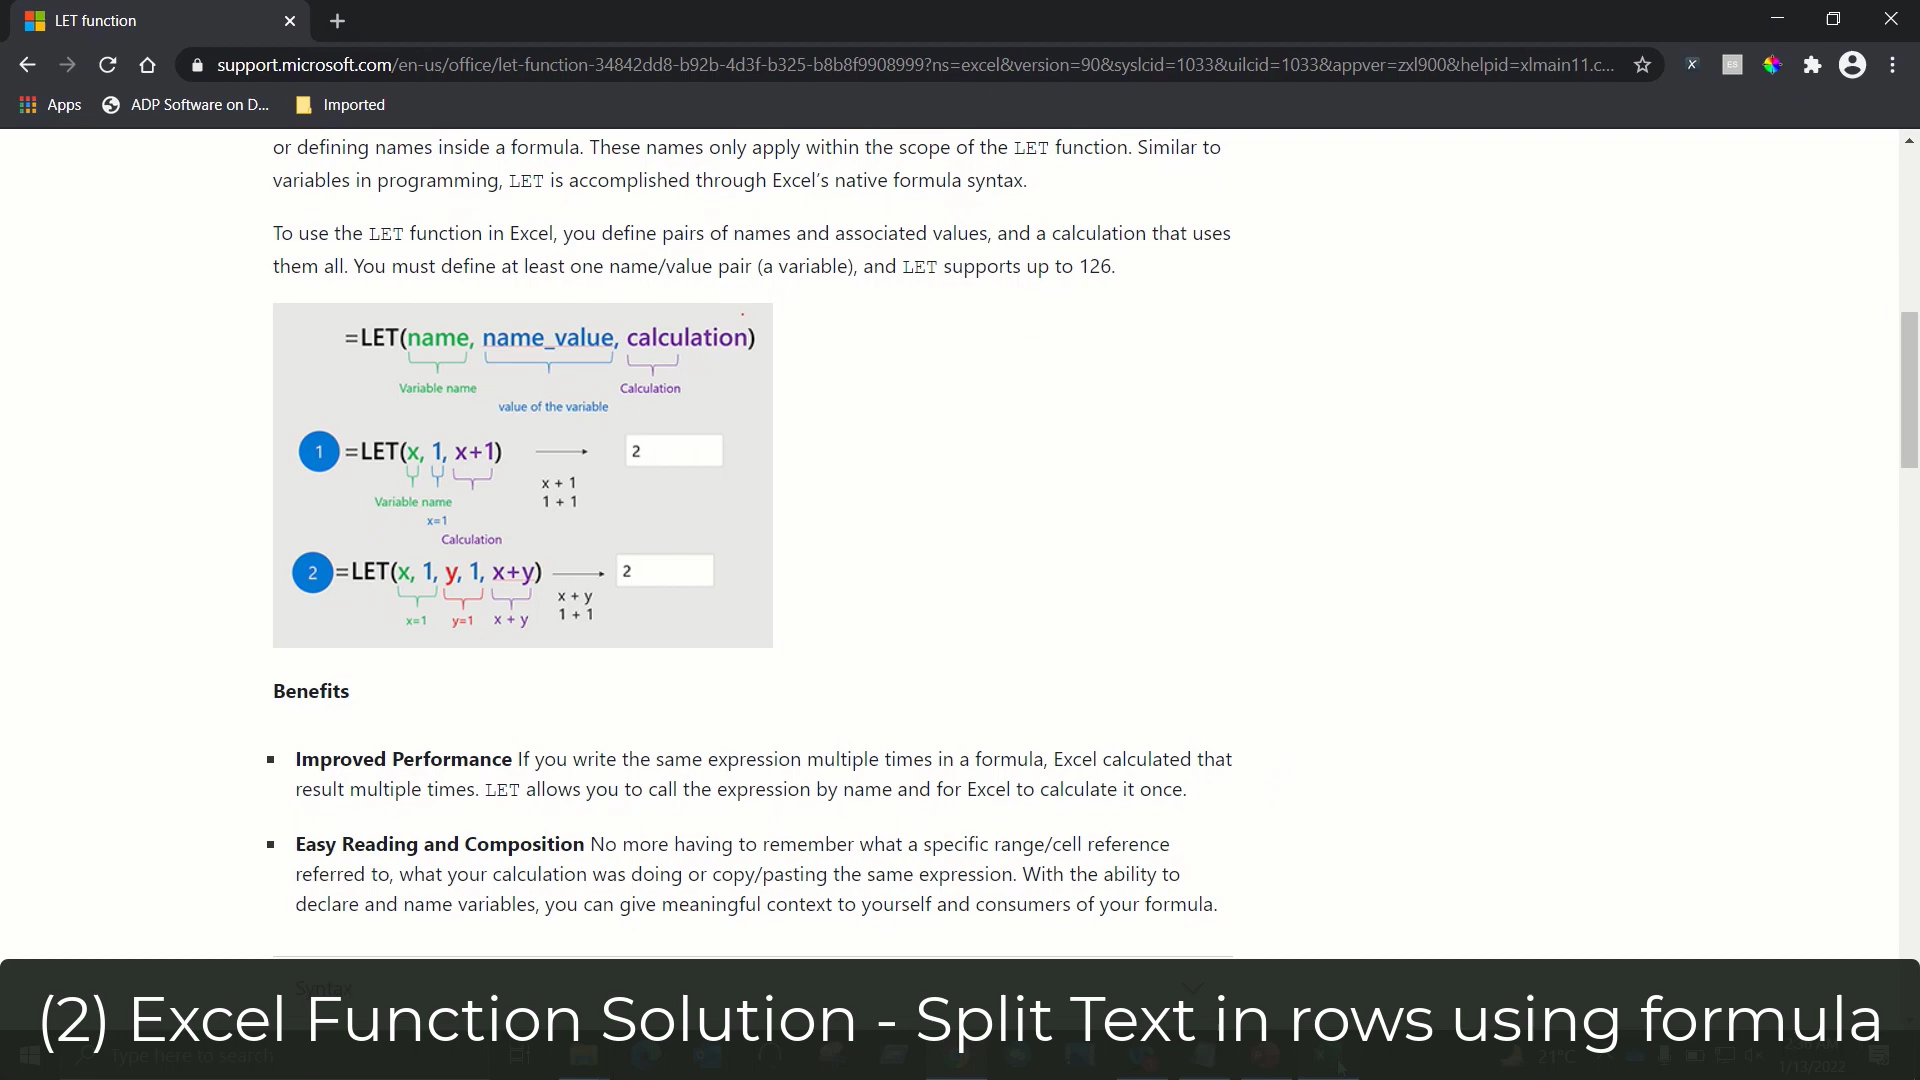 LET function
support.microsoft.com/en-us/office/let-function-34842dd8-b92b-4d3f-b325-b8b8f9908999?ns=excel&version=90&syslcid=1033&uilcid=1033&appver=zxl900&helpid=xlmain11.c...
Apps
ADP Software on D...
Imported
or defining names inside a formula. These names only apply within the scope of the LET function. Similar to
variables in programming, LET is accomplished through Excel's native formula syntax.
To use the LET function in Excel, you define pairs of names and associated values, and a calculation that uses
them all. You must define at least one name/value pair (a variable), and LET supports up to 126.
=LET(name, name_value, calculation)
Variable name
Calculation
value of the variable
1 =LET(x, 1, x+1)
2
x + 1
1 + 1
Variable name
x=1
Calculation
2 =LET(x, 1, y, 1, x+y)
2
x + y
1 + 1
x=1 y=1 x + y
Benefits
Improved Performance If you write the same expression multiple times in a formula, Excel calculated that
result multiple times. LET allows you to call the expression by name and for Excel to calculate it once.
Easy Reading and Composition No more having to remember what a specific range/cell reference
referred to, what your calculation was doing or copy/pasting the same expression. With the ability to
declare and name variables, you can give meaningful context to yourself and consumers of your formula.
Syntax
(2) Excel Function Solution - Split Text in rows using formula
Type here to search
21°C
1/13/2022